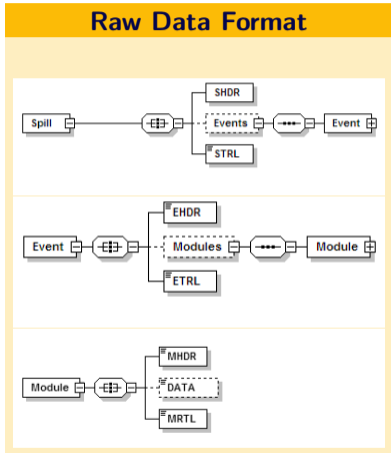 Raw Data Format
SHDR
Spill Events Event
STRL
EHDR
Event Modules Module
ETRL
MHDR
Module DATA
MRTL